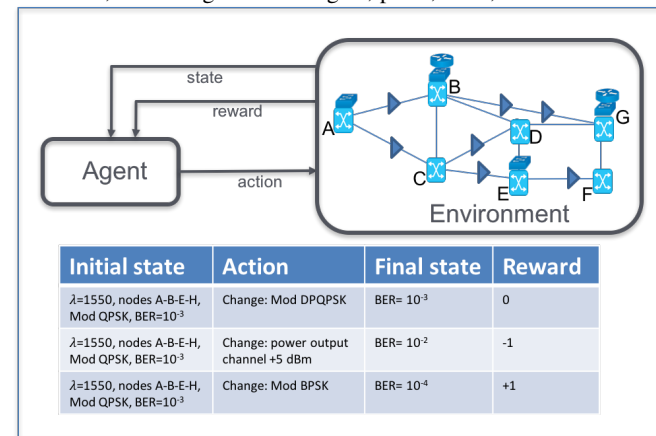 state
reward
Agent
action
A
B
C
D
E
F
G
Environment
Initial state Action Final state Reward
λ=1550, nodes A-B-E-H, Change: Mod DPQPSK BER= 10⁻³ 0
Mod QPSK, BER=10⁻³
λ=1550, nodes A-B-E-H, Change: power output BER= 10⁻² -1
Mod QPSK, BER=10⁻³ channel +5 dBm
λ=1550, nodes A-B-E-H, Change: Mod BPSK BER= 10⁻⁴ +1
Mod QPSK, BER=10⁻³